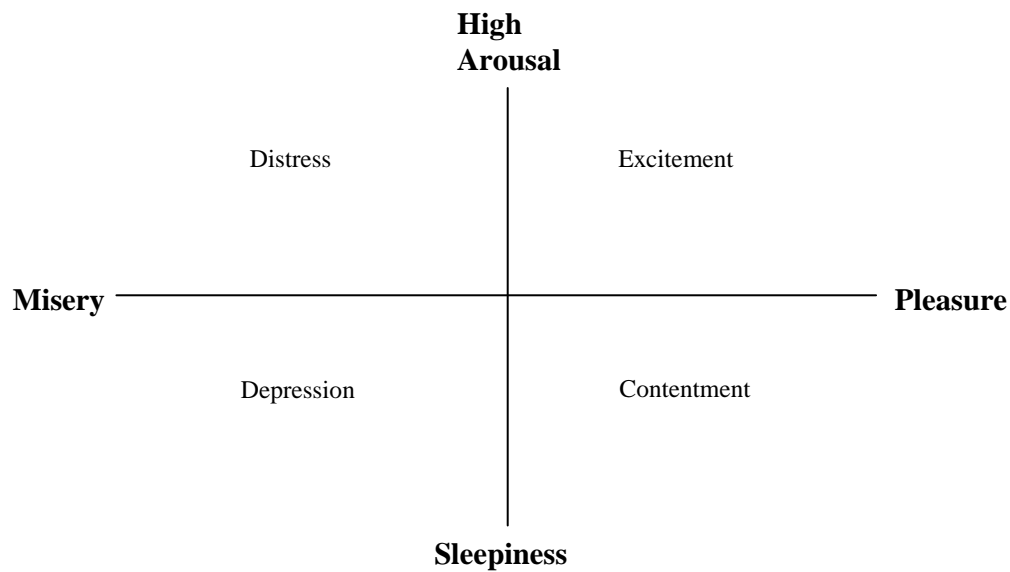 High
Arousal
Distress
Excitement
Misery
Pleasure
Depression
Contentment
Sleepiness